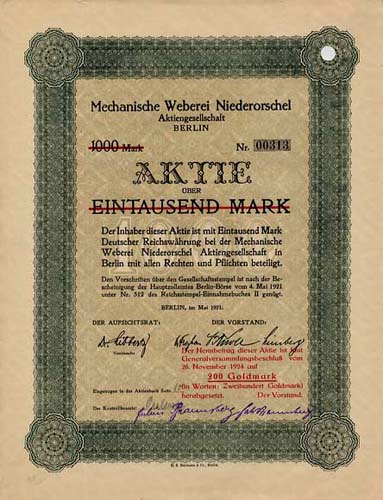 Mechanische Weberei Niederorschel
Aktiengesellschaft
BERLIN
1000 Mark
Nr. 00313
AKTIE
ÜBER
EINTAUSEND MARK
Der Inhaber dieser Aktie ist mit Eintausend Mark
Deutscher Reichswährung bei der Mechanische
Weberei Niederorschel Aktiengesellschaft in
Berlin mit allen Rechten und Pflichten beteiligt.
Den Vorschriften über den Gesellschaftsstempel ist nach der
Bescheinigung des Hauptzollamtes Berlin-Börse vom 4. Mai 1921
unter Nr. 512 des Reichsstempel-Einnahmebuches II genügt.
BERLIN, im Mai 1921.
DER AUFSICHTSRAT: DER VORSTAND:
Vorsitzender
Der Nennbetrag dieser Aktie ist mit
Generalversammlungsbeschluß vom
26. November 1924 auf
200 Goldmark
(in Worten: Zweihundert Goldmark)
herabgesetzt. Der Vorstand.
Eingetragen in das Aktienbuch Seite
Der Kontrollbeamte: